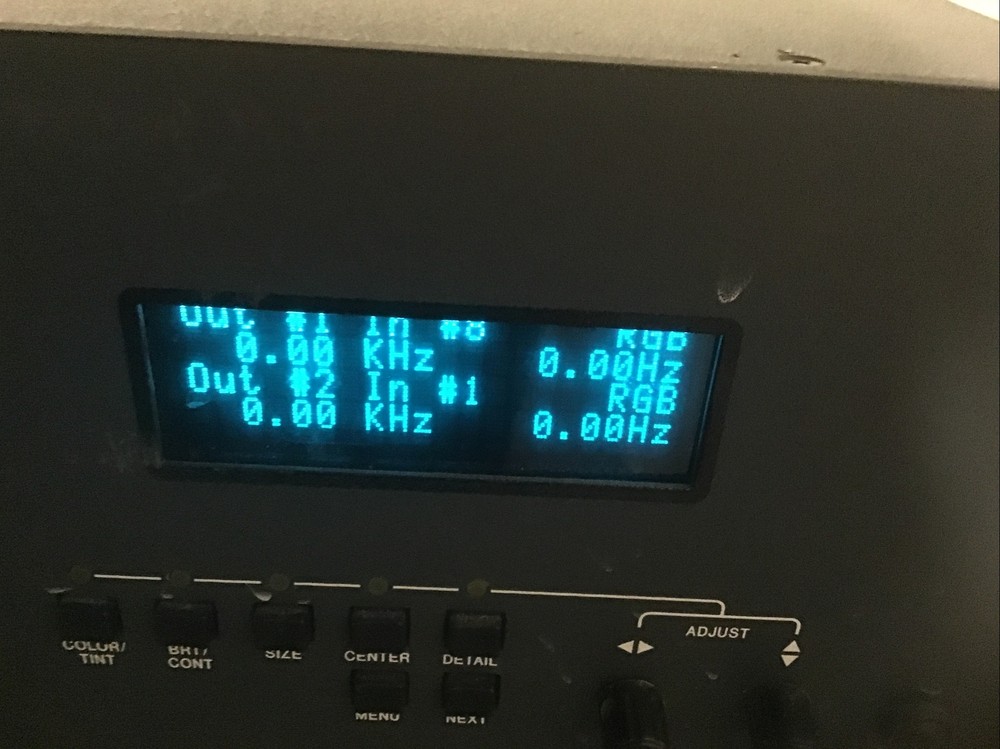 Out #1 In #8 RGB
0.00 KHz 0.00Hz
Out #2 In #1 RGB
0.00 KHz 0.00Hz
ADJUST
COLOR/
TINT
BRT/
CONT
SIZE
CENTER
DETAIL
MENU
NEXT